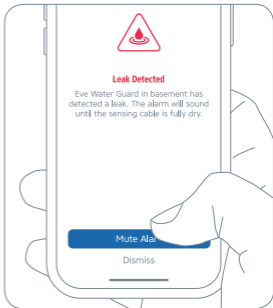 Leak Detected
Eve Water Guard in basement has
detected a leak. The alarm will sound
until the sensing cable is fully dry.
Mute
Dismiss